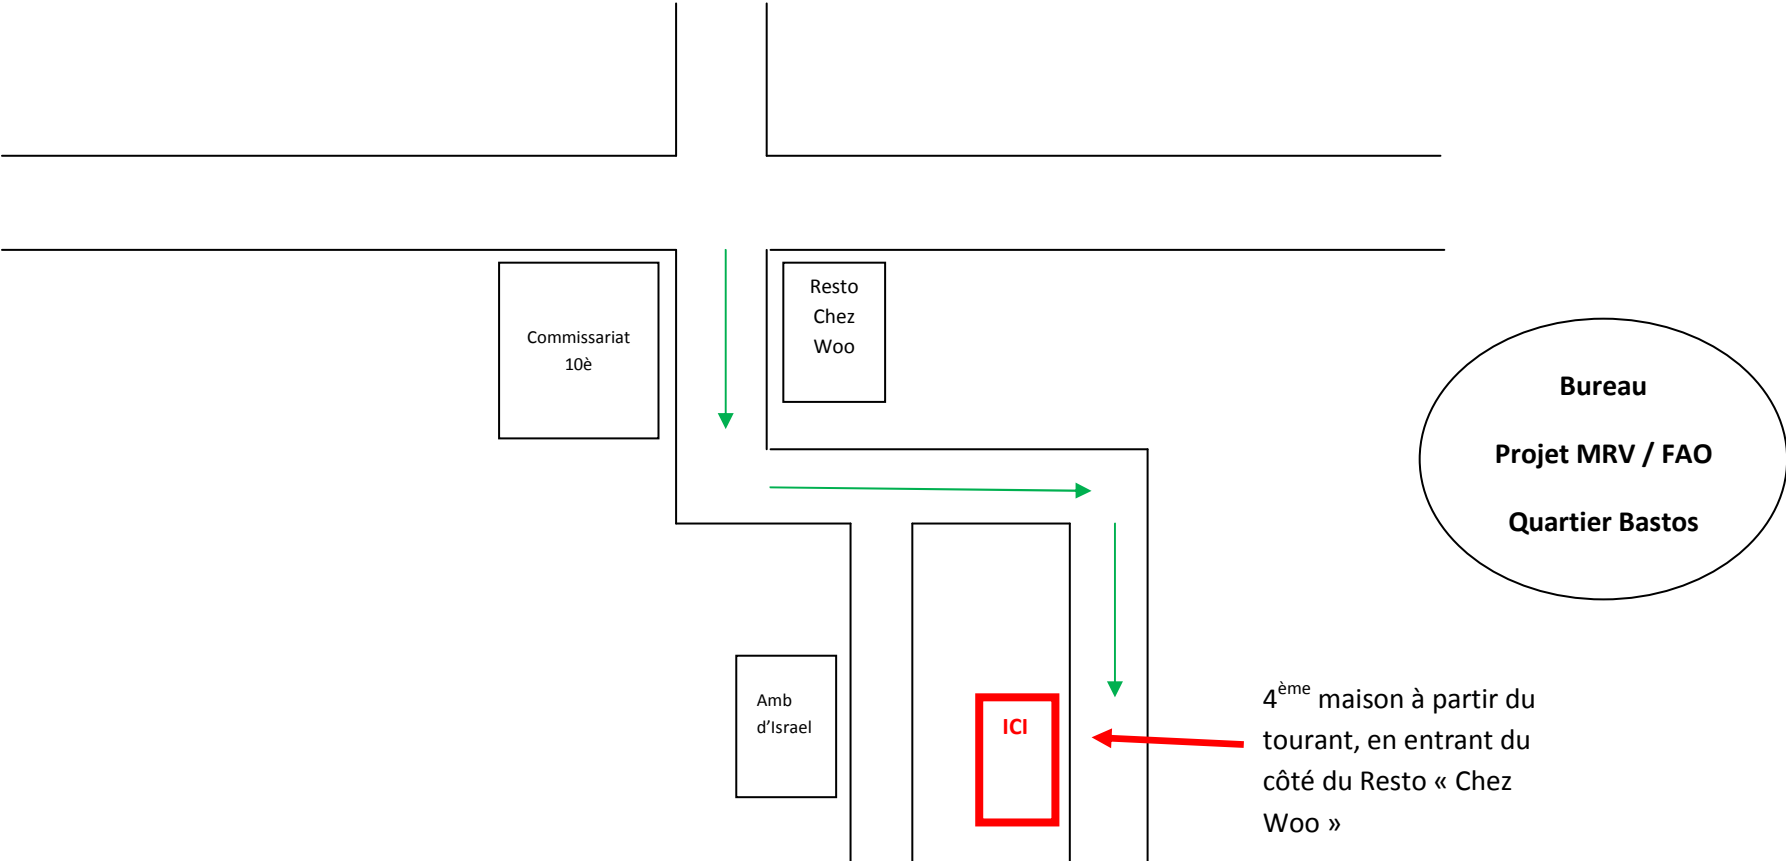 Commissariat
10è
Resto
Chez
Woo
Bureau
Projet MRV / FAO
Quartier Bastos
Amb
d’Israel
ICI
4ème maison à partir du
tourant, en entrant du
côté du Resto « Chez
Woo »